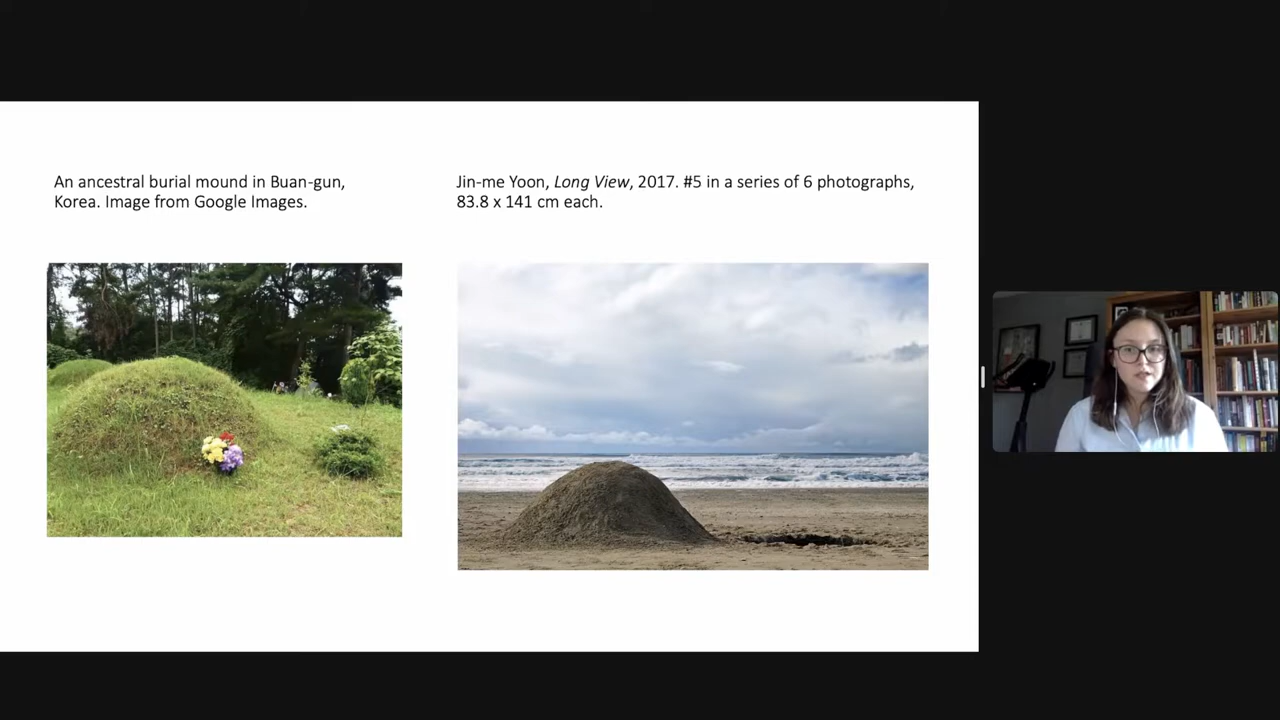 An ancestral burial mound in Buan-gun,
Korea. Image from Google Images.
Jin-me Yoon, Long View, 2017. #5 in a series of 6 photographs,
83.8 x 141 cm each.